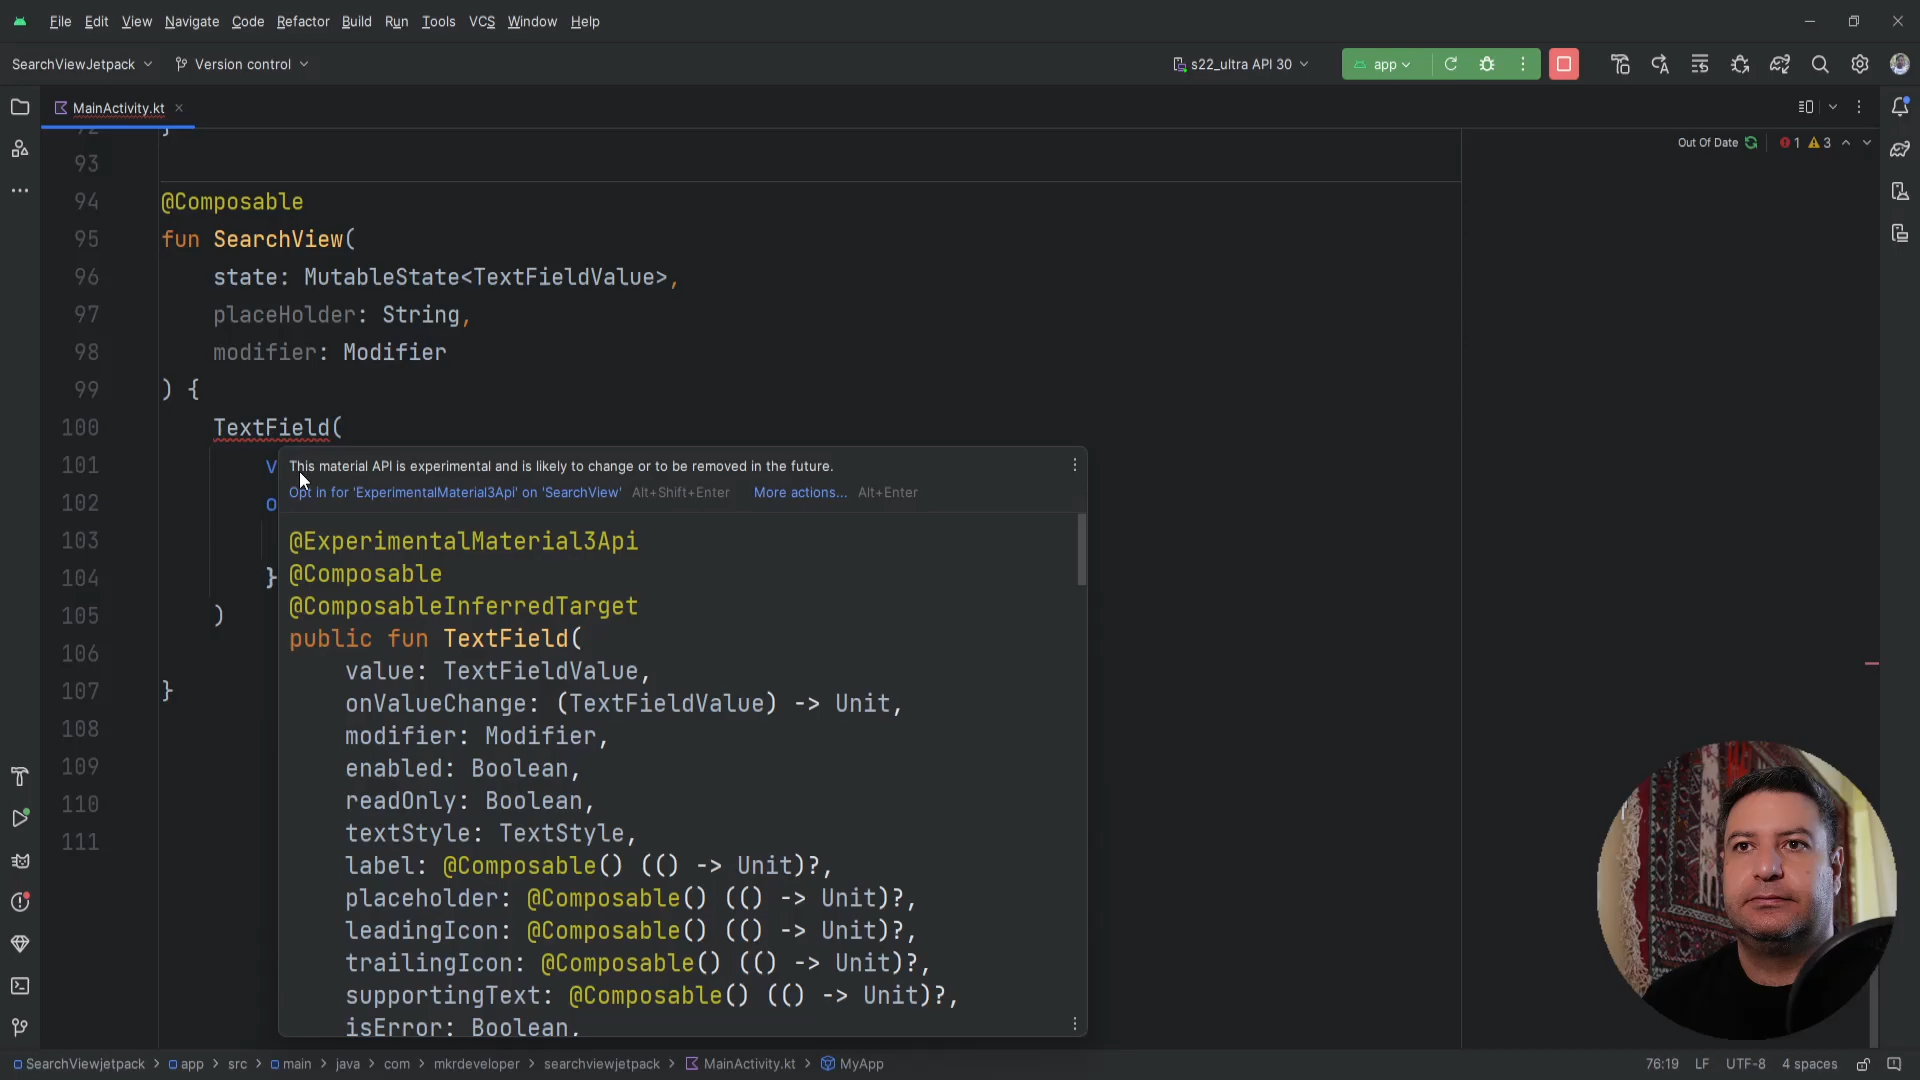 File Edit View Navigate Code Refactor Build Run Tools VCS Window Help
SearchViewJetpack Version control s22_ultra API 30 app
MainActivity.kt
Out Of Date 1 3
92 }
93
94 @Composable
95 fun SearchView(
96 state: MutableState<TextFieldValue>,
97 placeHolder: String,
98 modifier: Modifier
99 ) {
100 TextField(
101 v
102 o
103
104 }
105 )
106
107 }
108
109
110
111
This material API is experimental and is likely to change or to be removed in the future.
Opt in for 'ExperimentalMaterial3Api' on 'SearchView' Alt+Shift+Enter More actions... Alt+Enter
@ExperimentalMaterial3Api
@Composable
@ComposableInferredTarget
public fun TextField(
value: TextFieldValue,
onValueChange: (TextFieldValue) -> Unit,
modifier: Modifier,
enabled: Boolean,
readOnly: Boolean,
textStyle: TextStyle,
label: @Composable() (() -> Unit)?,
placeholder: @Composable() (() -> Unit)?,
leadingIcon: @Composable() (() -> Unit)?,
trailingIcon: @Composable() (() -> Unit)?,
supportingText: @Composable() (() -> Unit)?,
isError: Boolean,
SearchViewjetpack > app > src > main > java > com > mkrdeveloper > searchviewjetpack > MainActivity.kt > MyApp 76:19 LF UTF-8 4 spaces